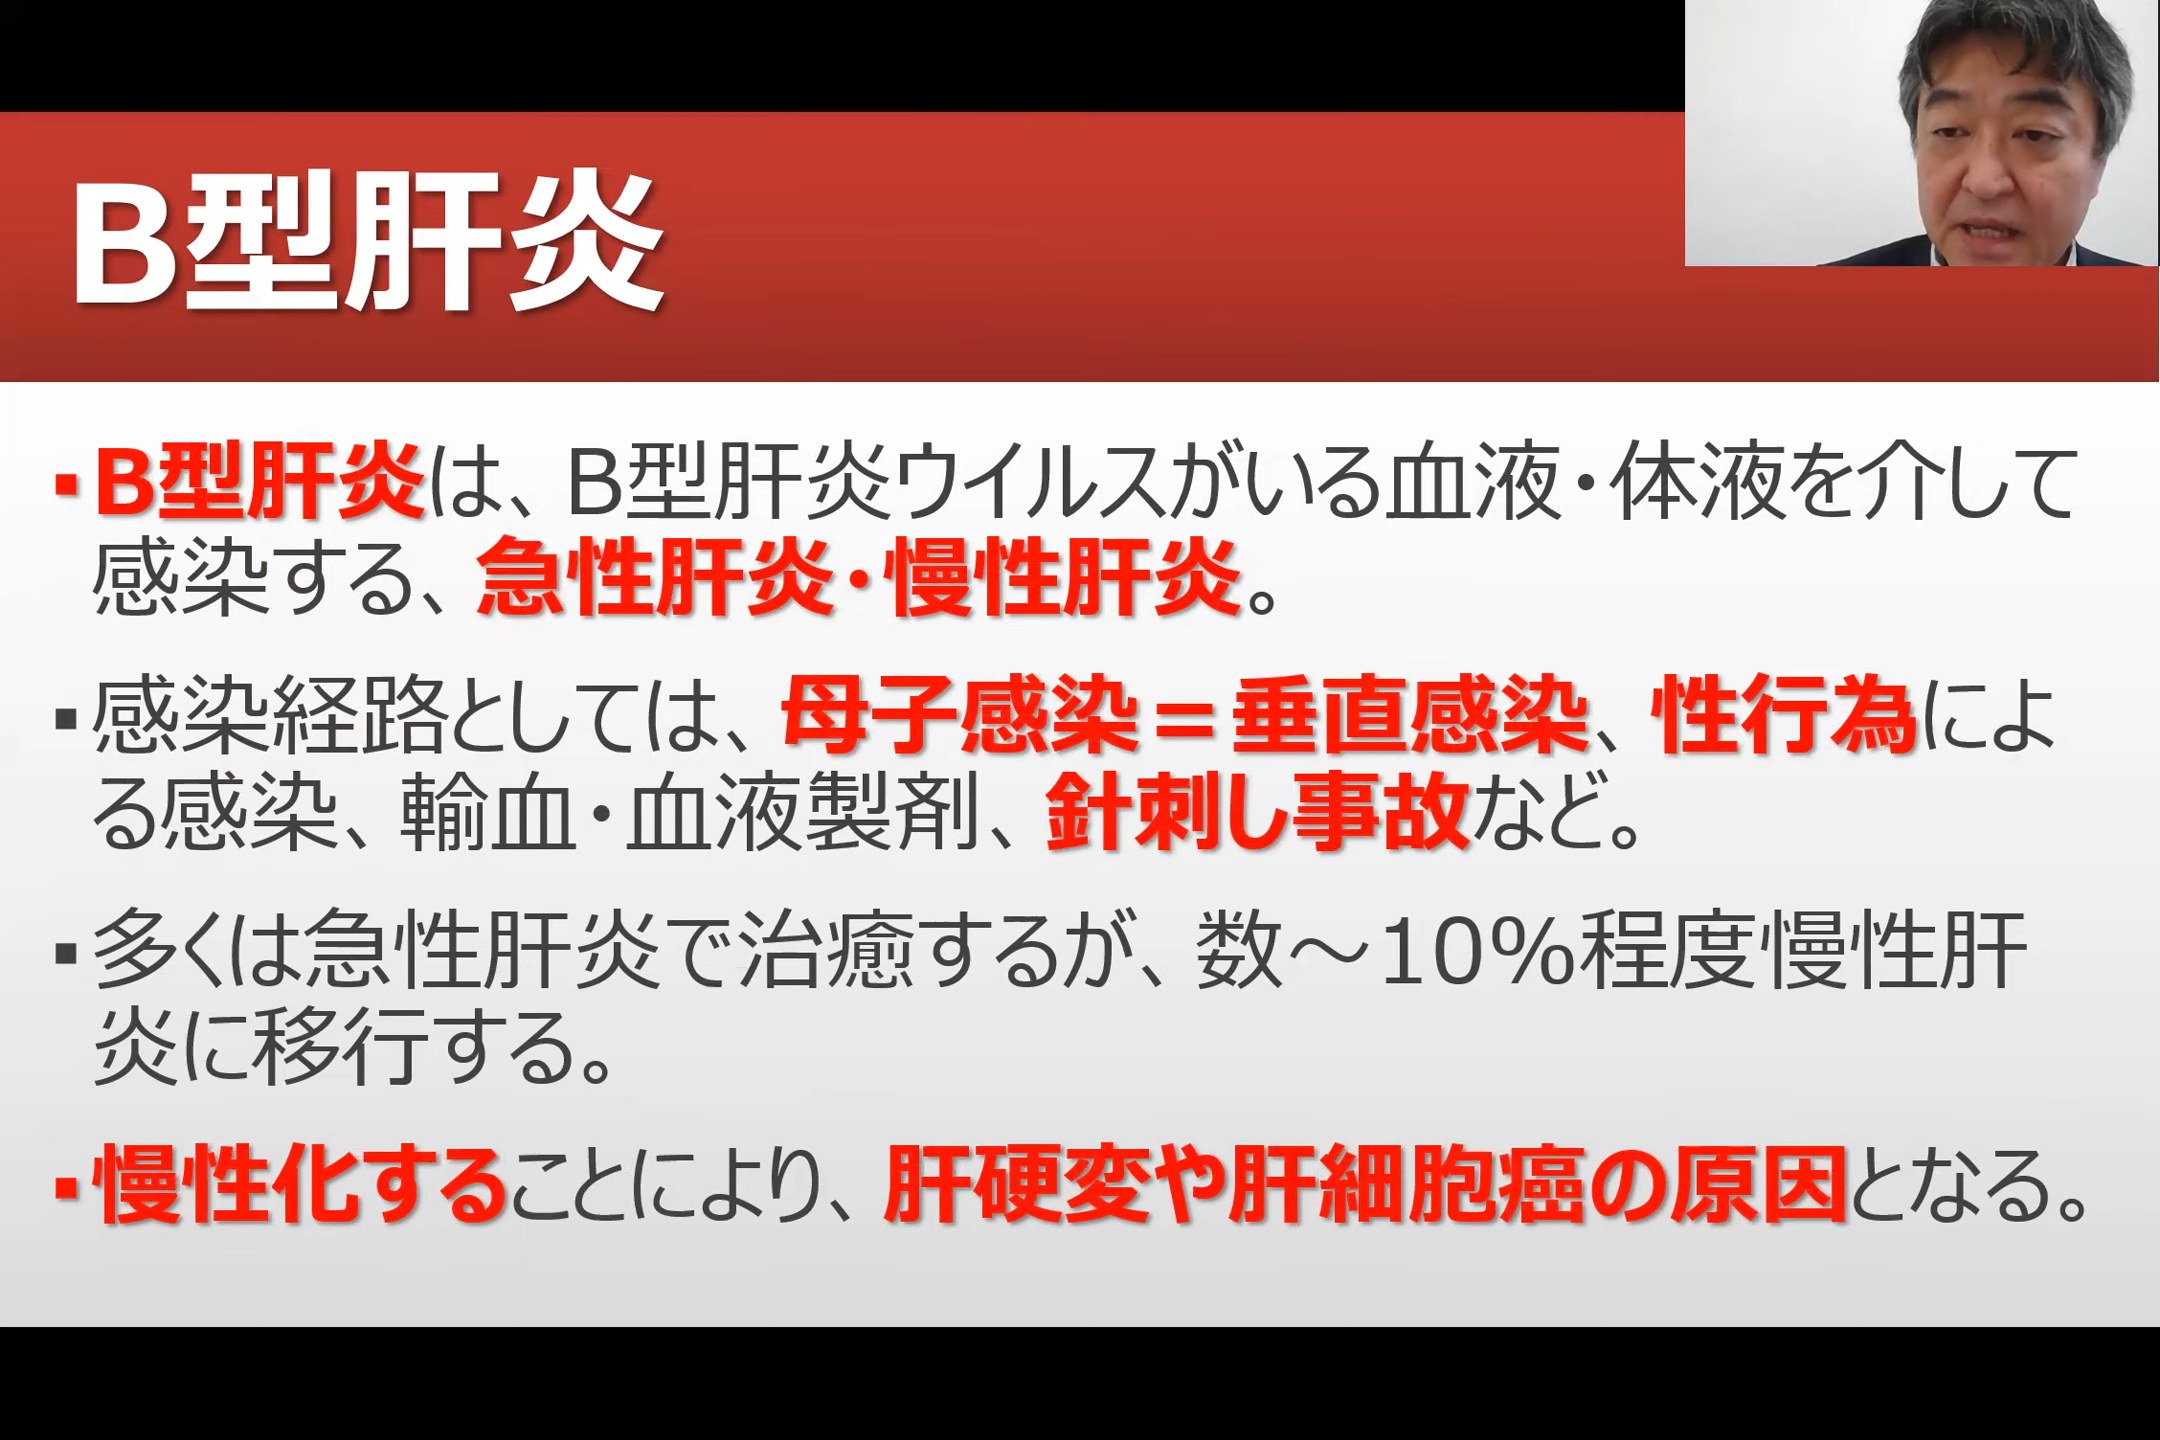 B型肝炎
▪B型肝炎は、B型肝炎ウイルスがいる血液・体液を介して
感染する、急性肝炎・慢性肝炎。
▪感染経路としては、母子感染＝垂直感染、性行為によ
る感染、輸血・血液製剤、針刺し事故など。
▪多くは急性肝炎で治癒するが、数～10%程度慢性肝
炎に移行する。
▪慢性化することにより、肝硬変や肝細胞癌の原因となる。